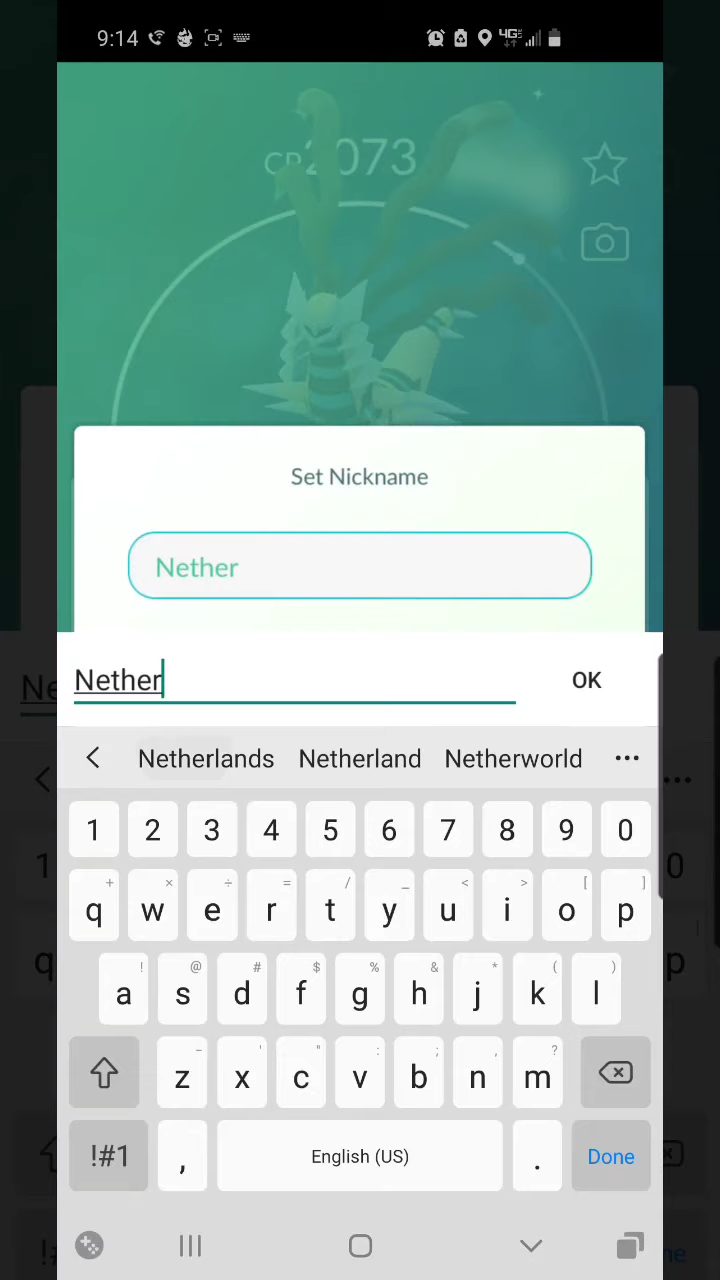 9:14
4G
CP2073
Set Nickname
Nether
Nether
OK
Netherlands Netherland Netherworld
1 2 3 4 5 6 7 8 9 0
+ × ÷ = / _ < > [ ]
q w e r t y u i o p
! @ # $ % & * ( )
a s d f g h j k l
- ' " : ; , ?
z x c v b n m
!#1 , English (US) . Done